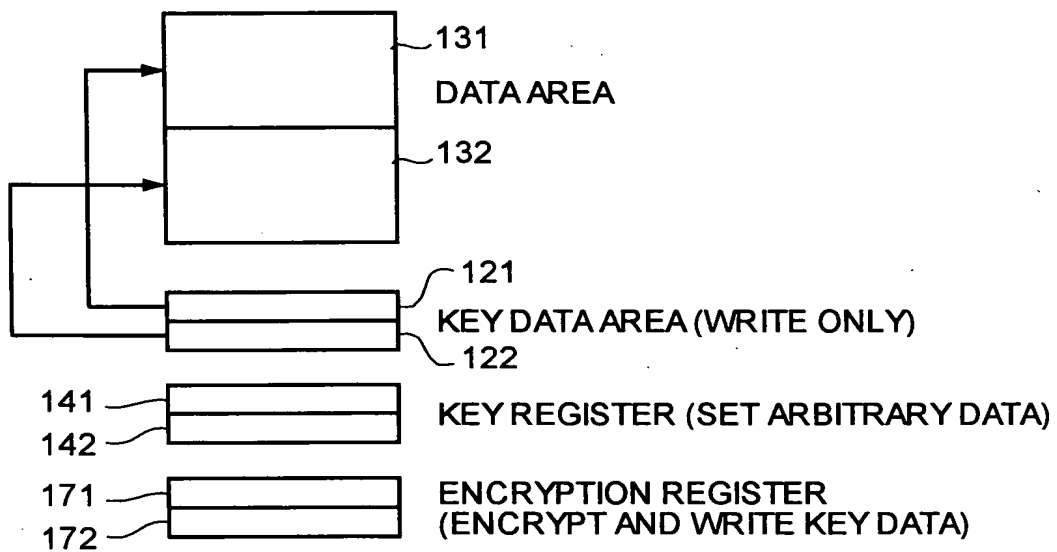 131
DATA AREA
132
121
KEY DATA AREA (WRITE ONLY)
122
141
KEY REGISTER (SET ARBITRARY DATA)
142
171
ENCRYPTION REGISTER
172
(ENCRYPT AND WRITE KEY DATA)